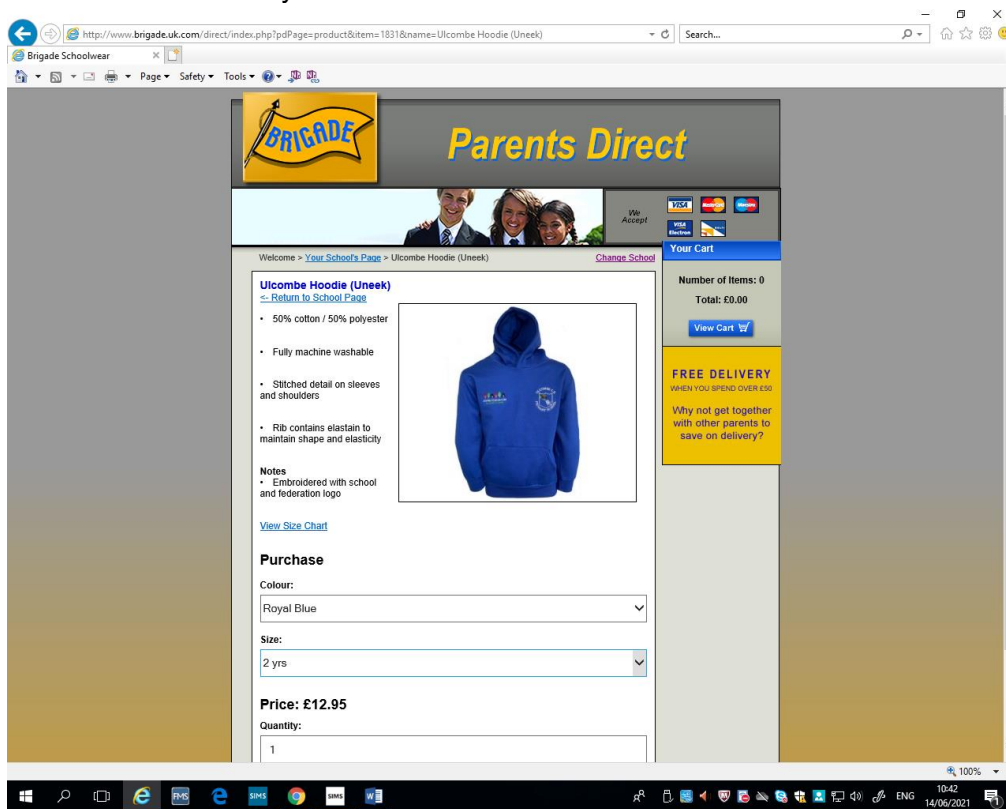 http://www.brigade.uk.com/direct/index.php?pdPage=product&item=1831&name=Ulcombe Hoodie (Uneek)
Search...
Brigade Schoolwear
Page Safety Tools
BRIGADE
Parents Direct
We
Accept
VISA
VISA
Electron
Welcome > Your School's Page > Ulcombe Hoodie (Uneek)
Change School
Your Cart
Number of Items: 0
Total: £0.00
View Cart
FREE DELIVERY
WHEN YOU SPEND OVER £50
Why not get together
with other parents to
save on delivery?
Ulcombe Hoodie (Uneek)
<- Return to School Page
• 50% cotton / 50% polyester
• Fully machine washable
• Stitched detail on sleeves
and shoulders
• Rib contains elastain to
maintain shape and elasticity
Notes
• Embroidered with school
and federation logo
View Size Chart
Purchase
Colour:
Royal Blue
Size:
2 yrs
Price: £12.95
Quantity:
1
100%
FMS
SIMS
SIMS
ENG
10:42
14/06/2021